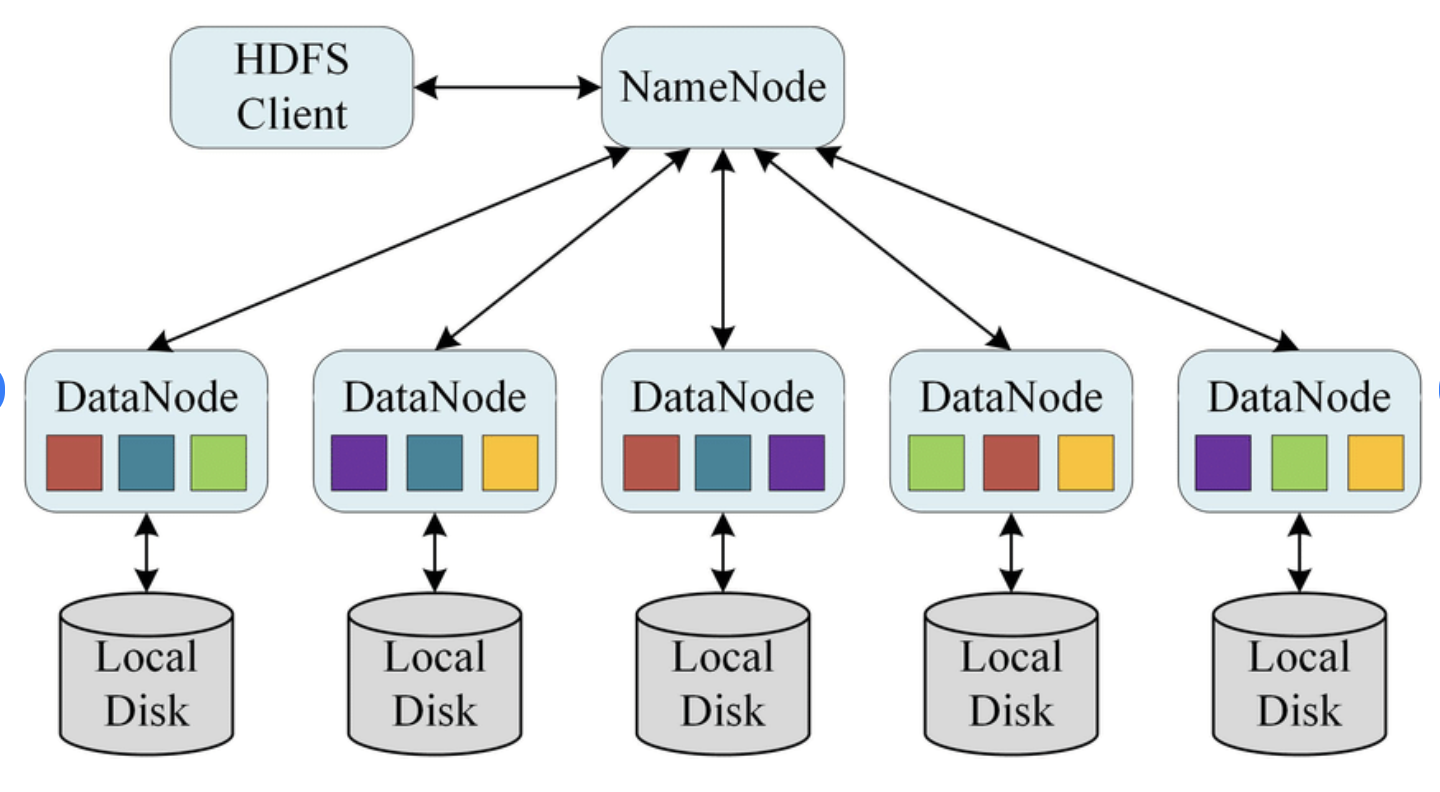 HDFS
Client
NameNode
DataNode
DataNode
DataNode
DataNode
DataNode
Local
Disk
Local
Disk
Local
Disk
Local
Disk
Local
Disk